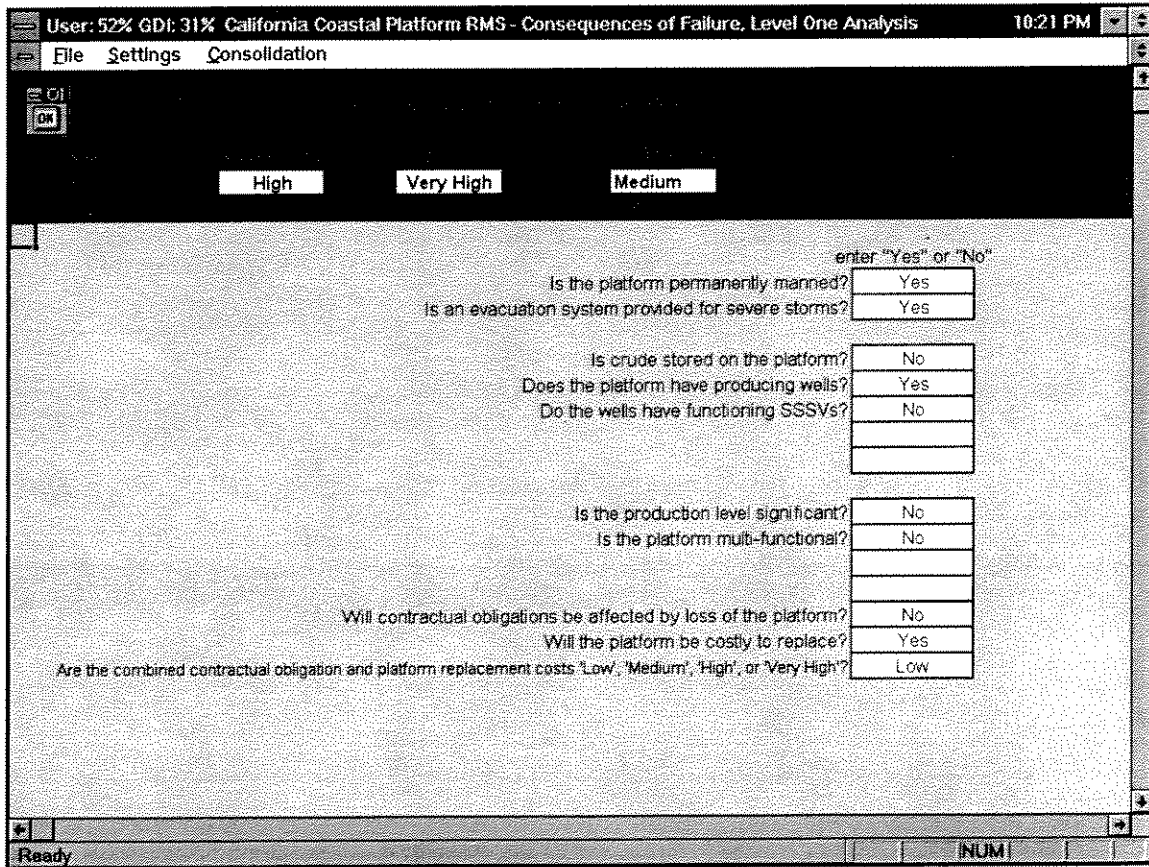 User: 52% GDI: 31% California Coastal Platform RMS - Consequences of Failure, Level One Analysis 10:21 PM
File Settings Consolidation
OK
High Very High Medium
enter "Yes" or "No"
Is the platform permanently manned? Yes
Is an evacuation system provided for severe storms? Yes
Is crude stored on the platform? No
Does the platform have producing wells? Yes
Do the wells have functioning SSSVs? No
Is the production level significant? No
Is the platform multi-functional? No
Will contractual obligations be affected by loss of the platform? No
Will the platform be costly to replace? Yes
Are the combined contractual obligation and platform replacement costs 'Low', 'Medium', 'High', or 'Very High'? Low
Ready NUM